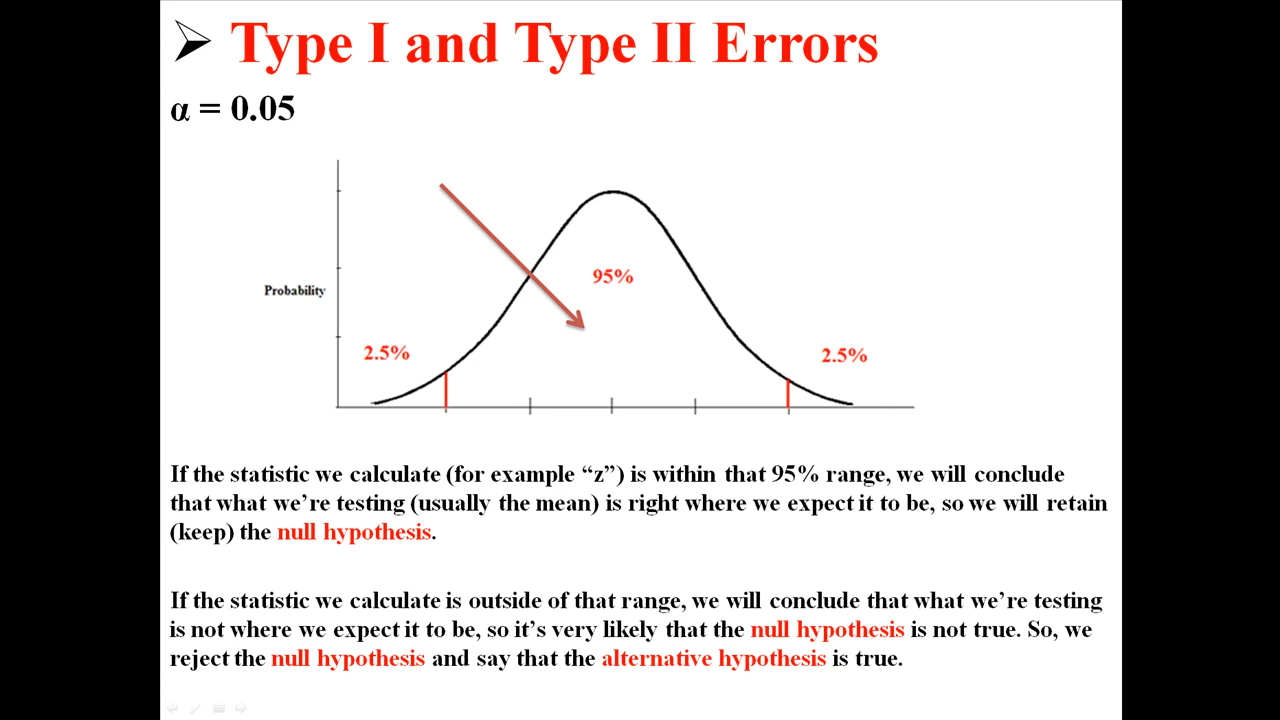 Type I and Type II Errors
α = 0.05
95%
Probability
2.5%
2.5%
If the statistic we calculate (for example “z”) is within that 95% range, we will conclude
that what we’re testing (usually the mean) is right where we expect it to be, so we will retain
(keep) the null hypothesis.
If the statistic we calculate is outside of that range, we will conclude that what we’re testing
is not where we expect it to be, so it’s very likely that the null hypothesis is not true. So, we
reject the null hypothesis and say that the alternative hypothesis is true.